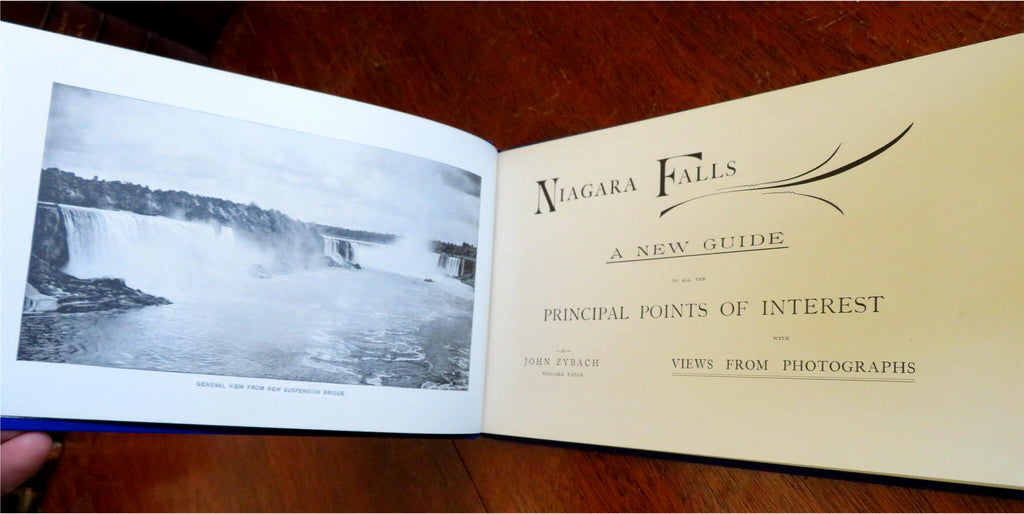 GENERAL VIEW FROM NEW SUSPENSION BRIDGE.
NIAGARA FALLS
A NEW GUIDE
TO ALL THE
PRINCIPAL POINTS OF INTEREST
WITH
VIEWS FROM PHOTOGRAPHS
—BY—
JOHN ZYBACH
NIAGARA FALLS